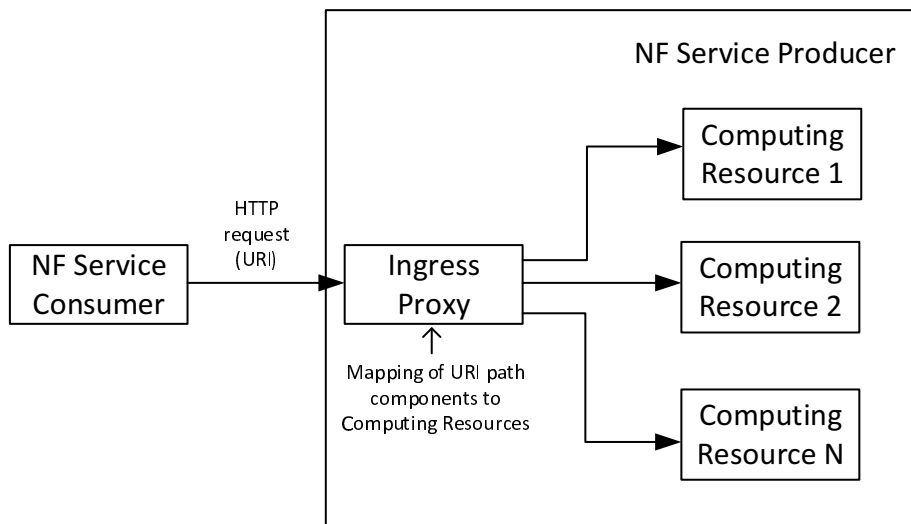 NF Service Producer
Computing
Resource 1
HTTP
request
(URI)
NF Service
Consumer
Ingress
Proxy
Computing
Resource 2
Mapping of URI path
components to
Computing Resources
Computing
Resource N